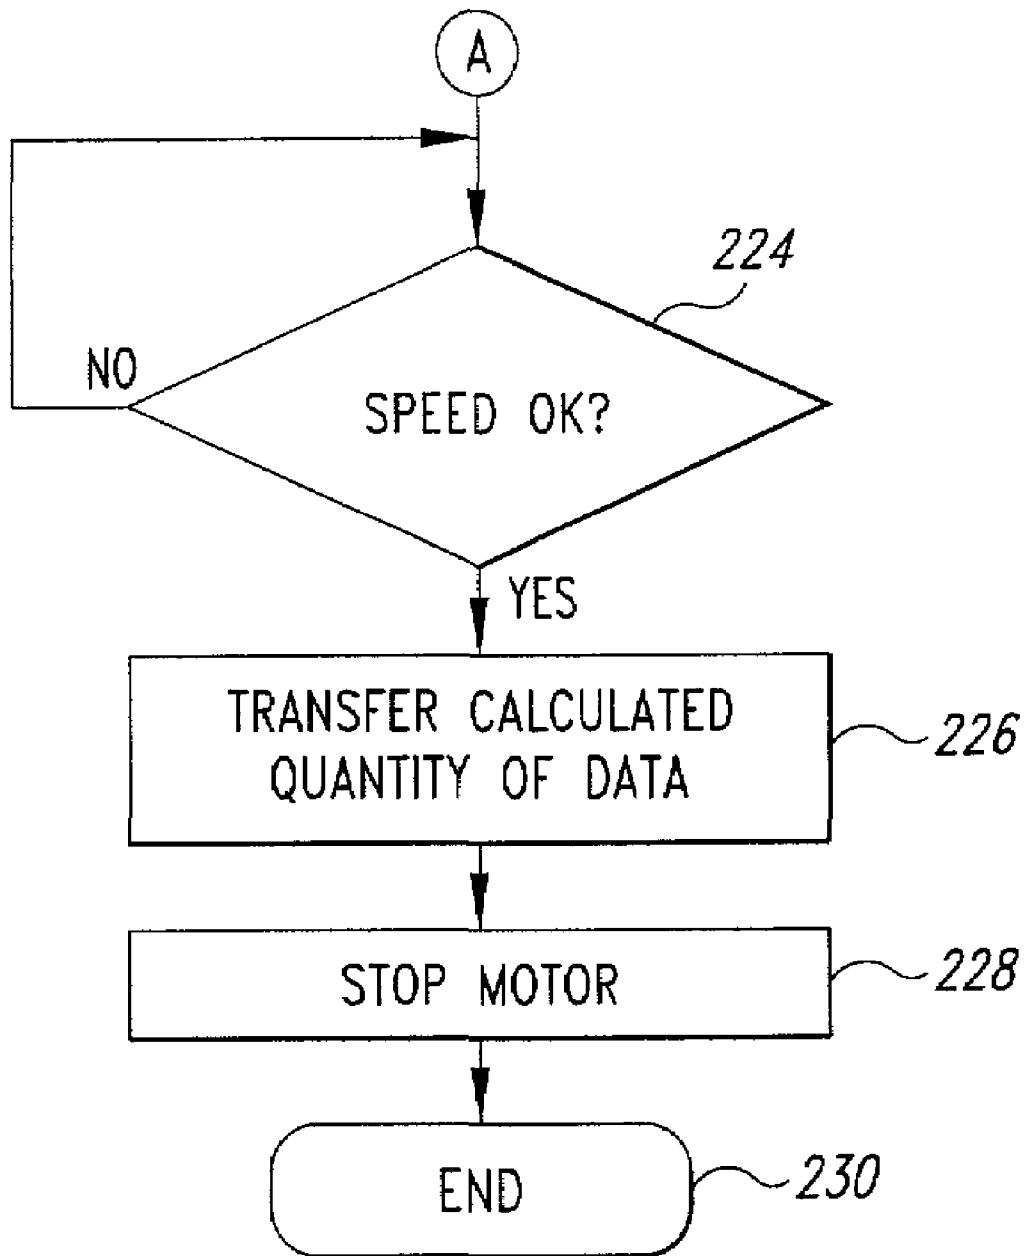 A
224
NO
SPEED OK?
YES
TRANSFER CALCULATED
QUANTITY OF DATA
226
STOP MOTOR
228
END
230